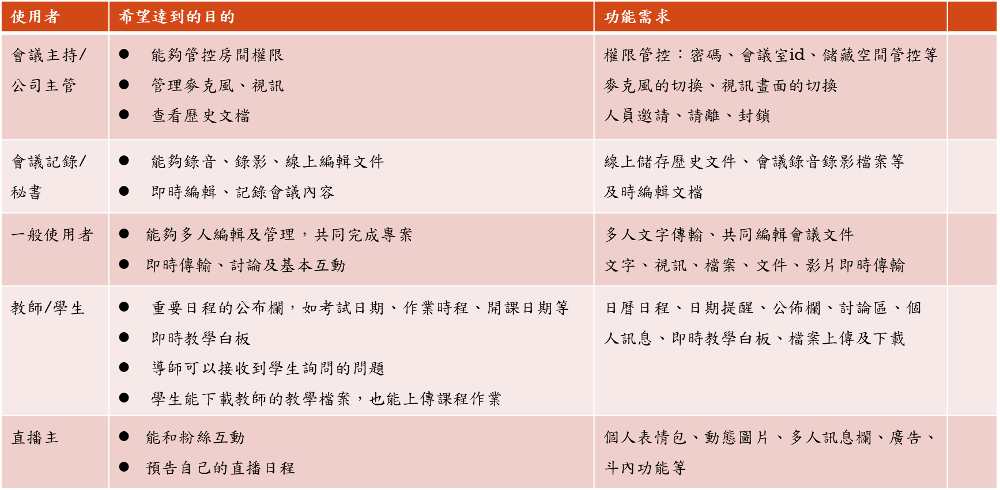 使用者
希望達到的目的
功能需求
會議主持/
公司主管
● 能夠管控房間權限
● 管理麥克風、視訊
● 查看歷史文檔
權限管控：密碼、會議室id、儲藏空間管控等
麥克風的切換、視訊畫面的切換
人員邀請、請離、封鎖
會議記錄/
秘書
● 能夠錄音、錄影、線上編輯文件
● 即時編輯、記錄會議內容
線上儲存歷史文件、會議錄音錄影檔案等
及時編輯文檔
一般使用者
● 能夠多人編輯及管理，共同完成專案
● 即時傳輸、討論及基本互動
多人文字傳輸、共同編輯會議文件
文字、視訊、檔案、文件、影片即時傳輸
教師/學生
● 重要日程的公布欄，如考試日期、作業時程、開課日期等
● 即時教學白板
● 導師可以接收到學生詢問的問題
● 學生能下載教師的教學檔案，也能上傳課程作業
日曆日程、日期提醒、公佈欄、討論區、個
人訊息、即時教學白板、檔案上傳及下載
直播主
● 能和粉絲互動
● 預告自己的直播日程
個人表情包、動態圖片、多人訊息欄、廣告、
斗內功能等